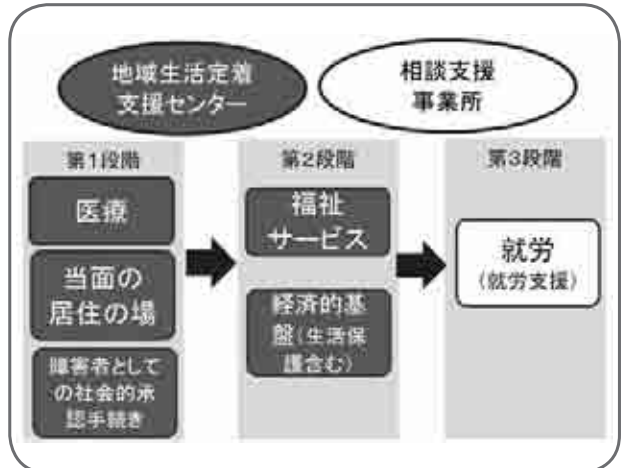 地域生活定着
支援センター
相談支援
事業所
第1段階
医療
当面の
居住の場
障害者として
の社会的承
認手続き
第2段階
福祉
サービス
経済的基
盤(生活保
護含む)
第3段階
就労
(就労支援)